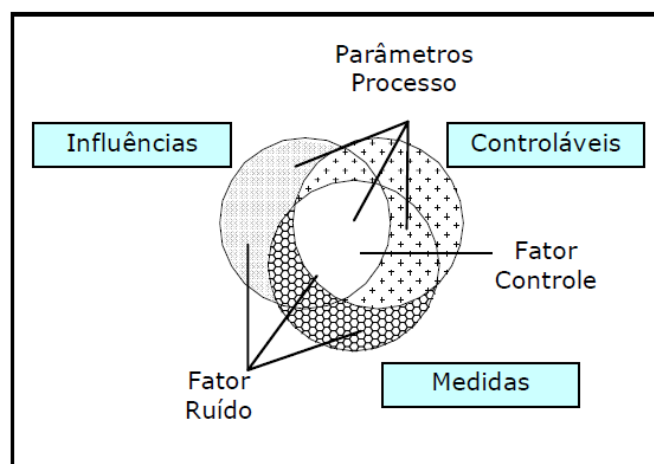 Parâmetros
Processo
Influências
Controláveis
Fator
Controle
Fator
Ruído
Medidas